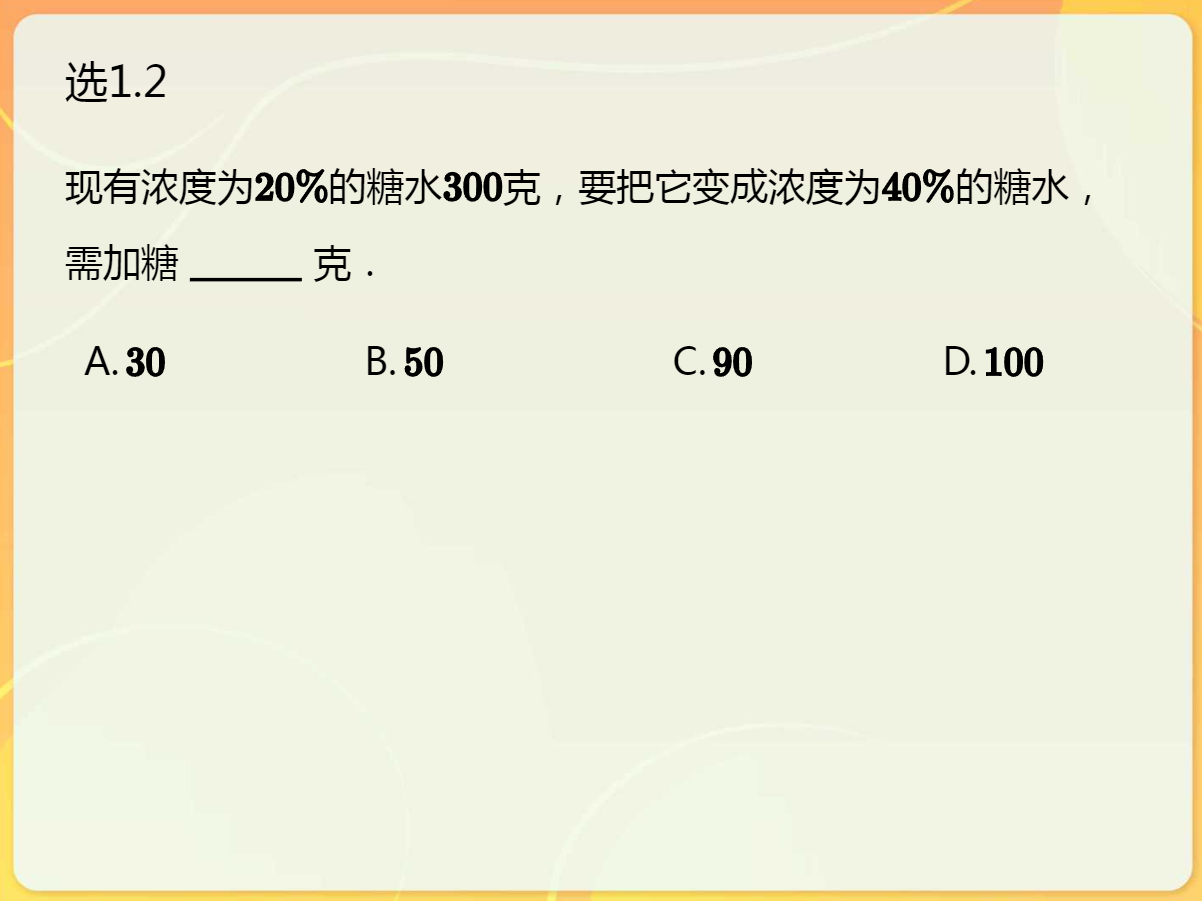 选1.2
现有浓度为20%的糖水300克，要把它变成浓度为40%的糖水，
需加糖 ______ 克．
A. 30 B. 50 C. 90 D. 100